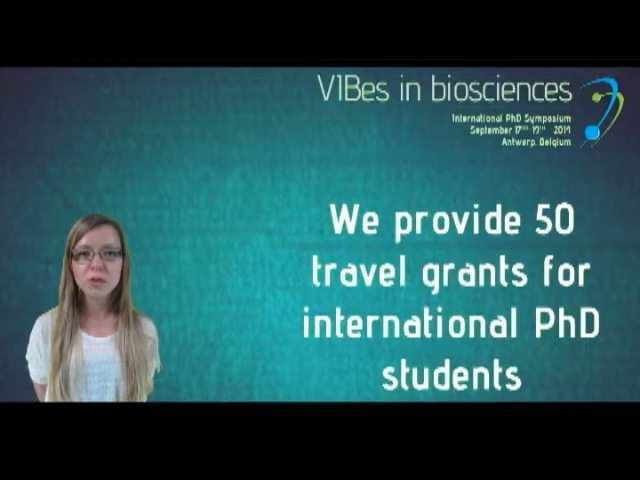 VIBes in biosciences
International PhD Symposium
September 17th-19th 2014
Antwerp, Belgium
We provide 50
travel grants for
international PhD
students